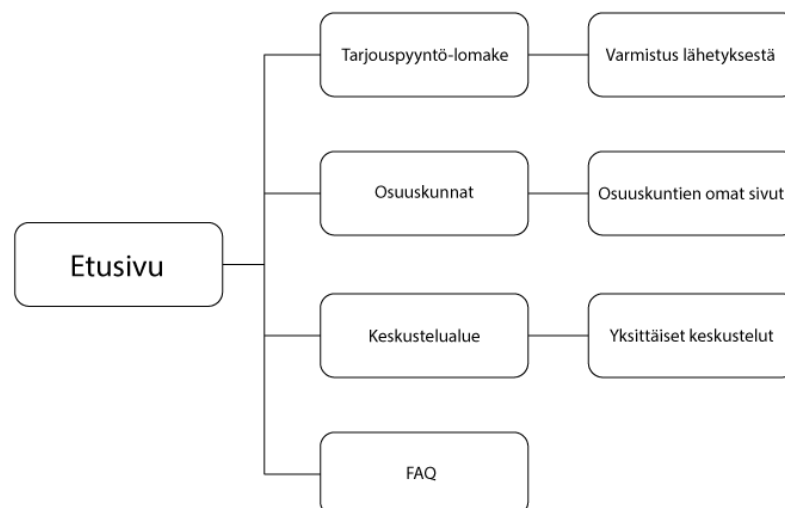 Etusivu
Tarjouspyyntö-lomake
Varmistus lähetyksestä
Osuuskunnat
Osuuskuntien omat sivut
Keskustelualue
Yksittäiset keskustelut
FAQ